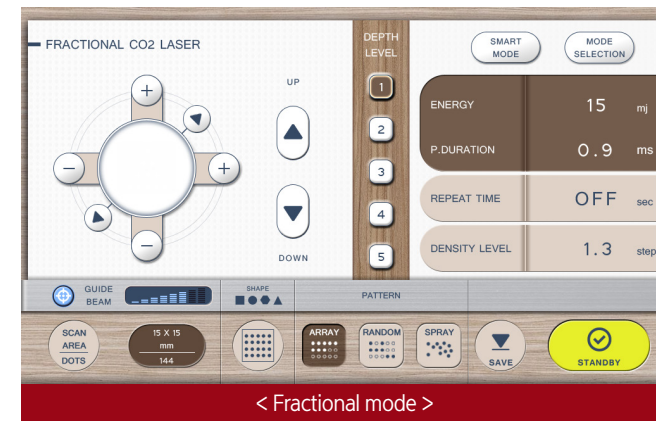 FRACTIONAL CO2 LASER
UP
DOWN
DEPTH
LEVEL
1
2
3
4
5
SMART
MODE
MODE
SELECTION
ENERGY 15 mj
P.DURATION 0.9 ms
REPEAT TIME OFF sec
DENSITY LEVEL 1.3 step
GUIDE
BEAM
SHAPE
PATTERN
SCAN
AREA
DOTS
15 X 15
mm
144
ARRAY
RANDOM
SPRAY
SAVE
STANDBY
< Fractional mode >